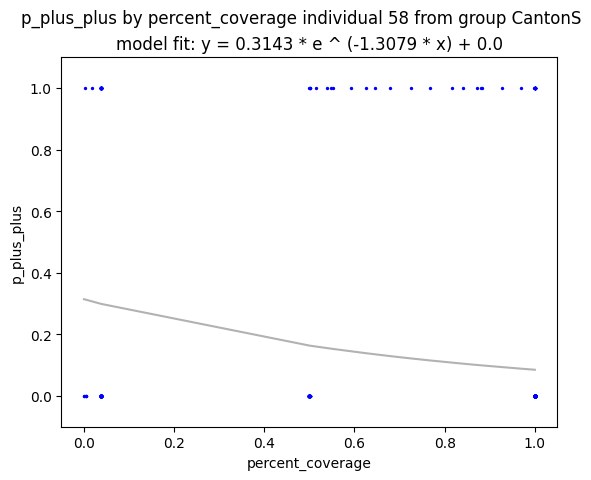 p_plus_plus by percent_coverage individual 58 from group CantonS
model fit: y = 0.3143 * e ^ (-1.3079 * x) + 0.0
1.0
0.8
0.6
0.4
0.2
0.0
p_plus_plus
0.0 0.2 0.4 0.6 0.8 1.0
percent_coverage